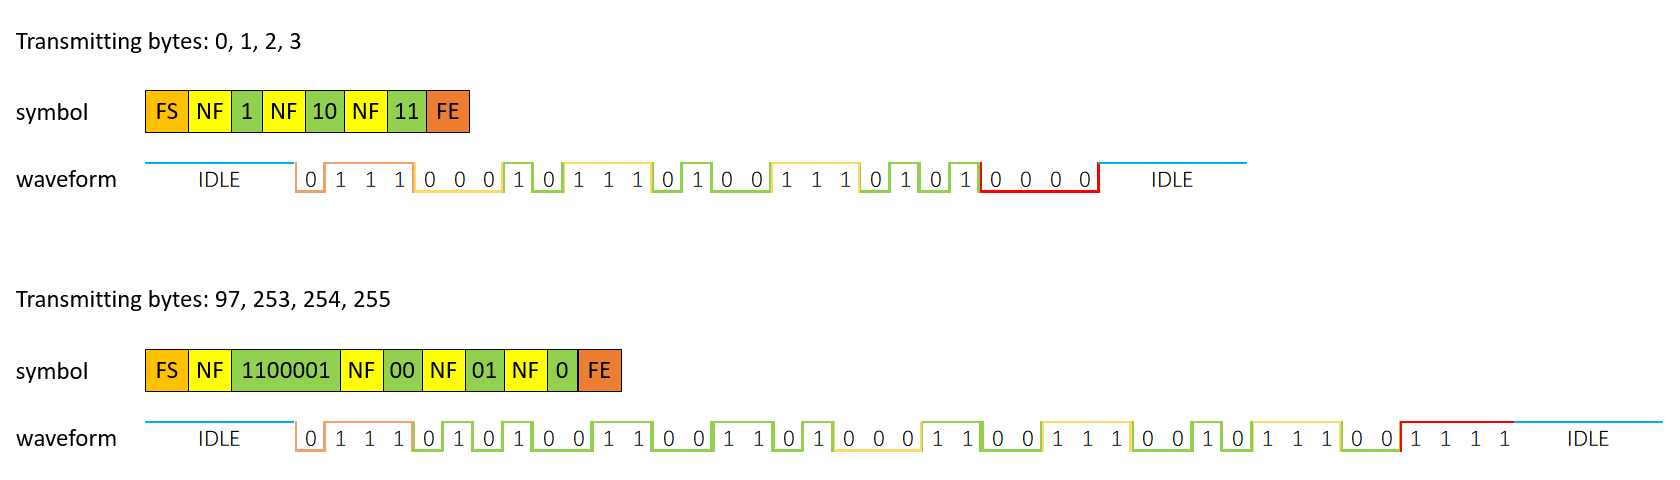 Transmitting bytes: 0, 1, 2, 3
symbol FS NF 1 NF 10 NF 11 FE
waveform IDLE 0 1 1 1 0 0 0 1 0 1 1 1 0 1 0 0 1 1 1 0 1 0 1 0 0 0 0 IDLE
Transmitting bytes: 97, 253, 254, 255
symbol FS NF 1100001 NF 00 NF 01 NF 0 FE
waveform IDLE 0 1 1 1 0 1 0 1 0 0 1 1 0 0 1 1 0 1 0 0 0 1 1 0 0 1 1 1 0 0 1 0 1 1 1 0 0 1 1 1 1 IDLE